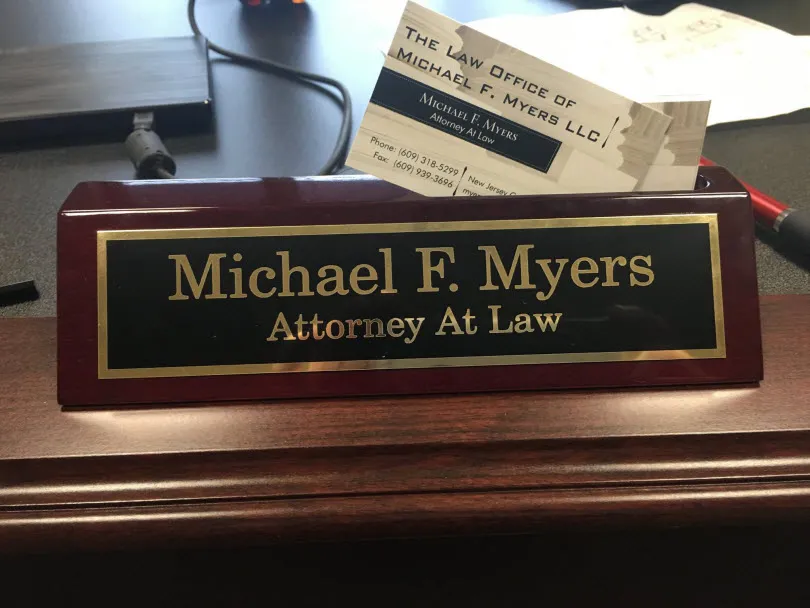 The Law Office of
Michael F. Myers LLC
Michael F. Myers
Attorney At Law
Phone: (609) 318-5299
Fax: (609) 939-3696
New Jersey
Michael F. Myers
Attorney At Law